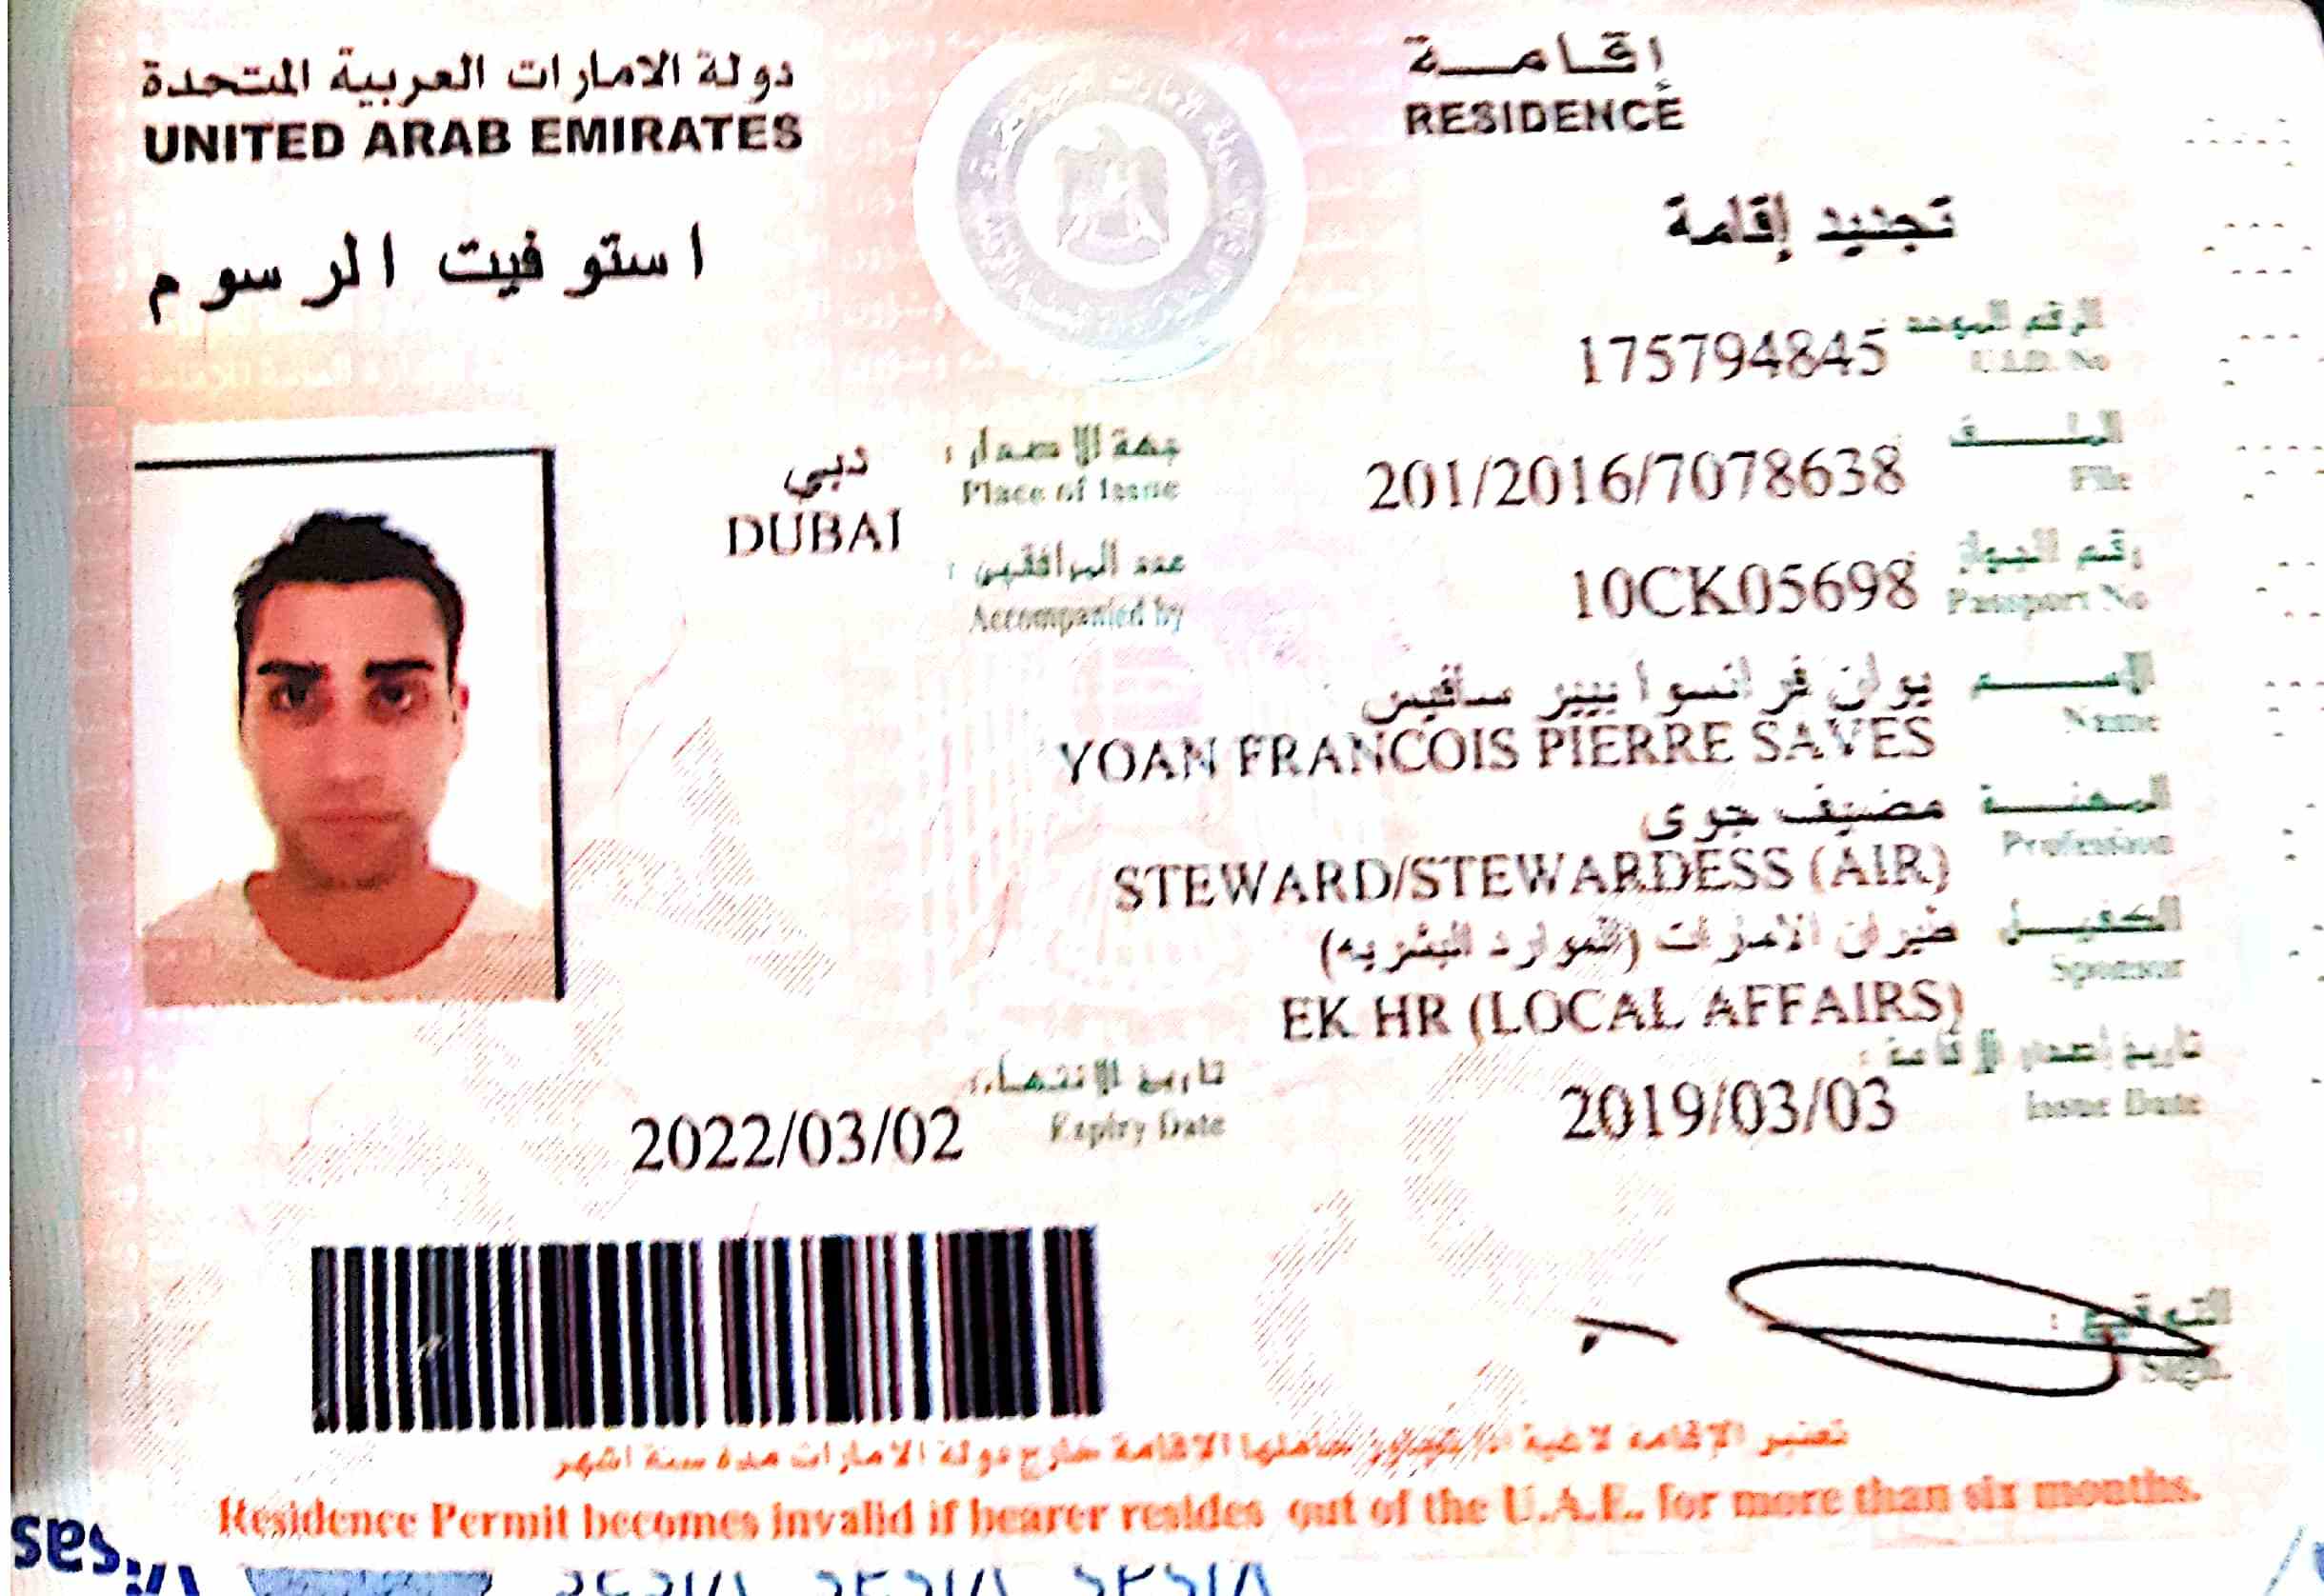 دولة الامارات العربية المتحدة
UNITED ARAB EMIRATES
إقامة
RESIDENCE
استوفيت الرسوم
تجديد إقامة
الرقم الموحد
175794845
U.I.D. No
الملف
201/2016/7078638
File
جهة الاصدار :
دبي
Place of Issue
DUBAI
رقم الجواز
10CK05698
Passport No
عدد المرافقين :
Accompanied by
الاسم
يوان فرانسوا بيير سافيس
YOAN FRANCOIS PIERRE SAVES
Name
المهنة
مضيف جوى
Profession
STEWARD/STEWARDESS (AIR)
الكفيل
طيران الامارات (الموارد البشريه)
Sponsor
EK HR (LOCAL AFFAIRS)
تاريخ إصدار الإقامة :
2019/03/03
Issue Date
تاريخ الانتهاء :
2022/03/02
Expiry Date
التوقيع :
Sign.
تعتبر الإقامة لاغية اذا تجاوز حاملها الاقامة خارج دولة الامارات مدة ستة اشهر
Residence Permit becomes invalid if bearer resides out of the U.A.E. for more than six months.